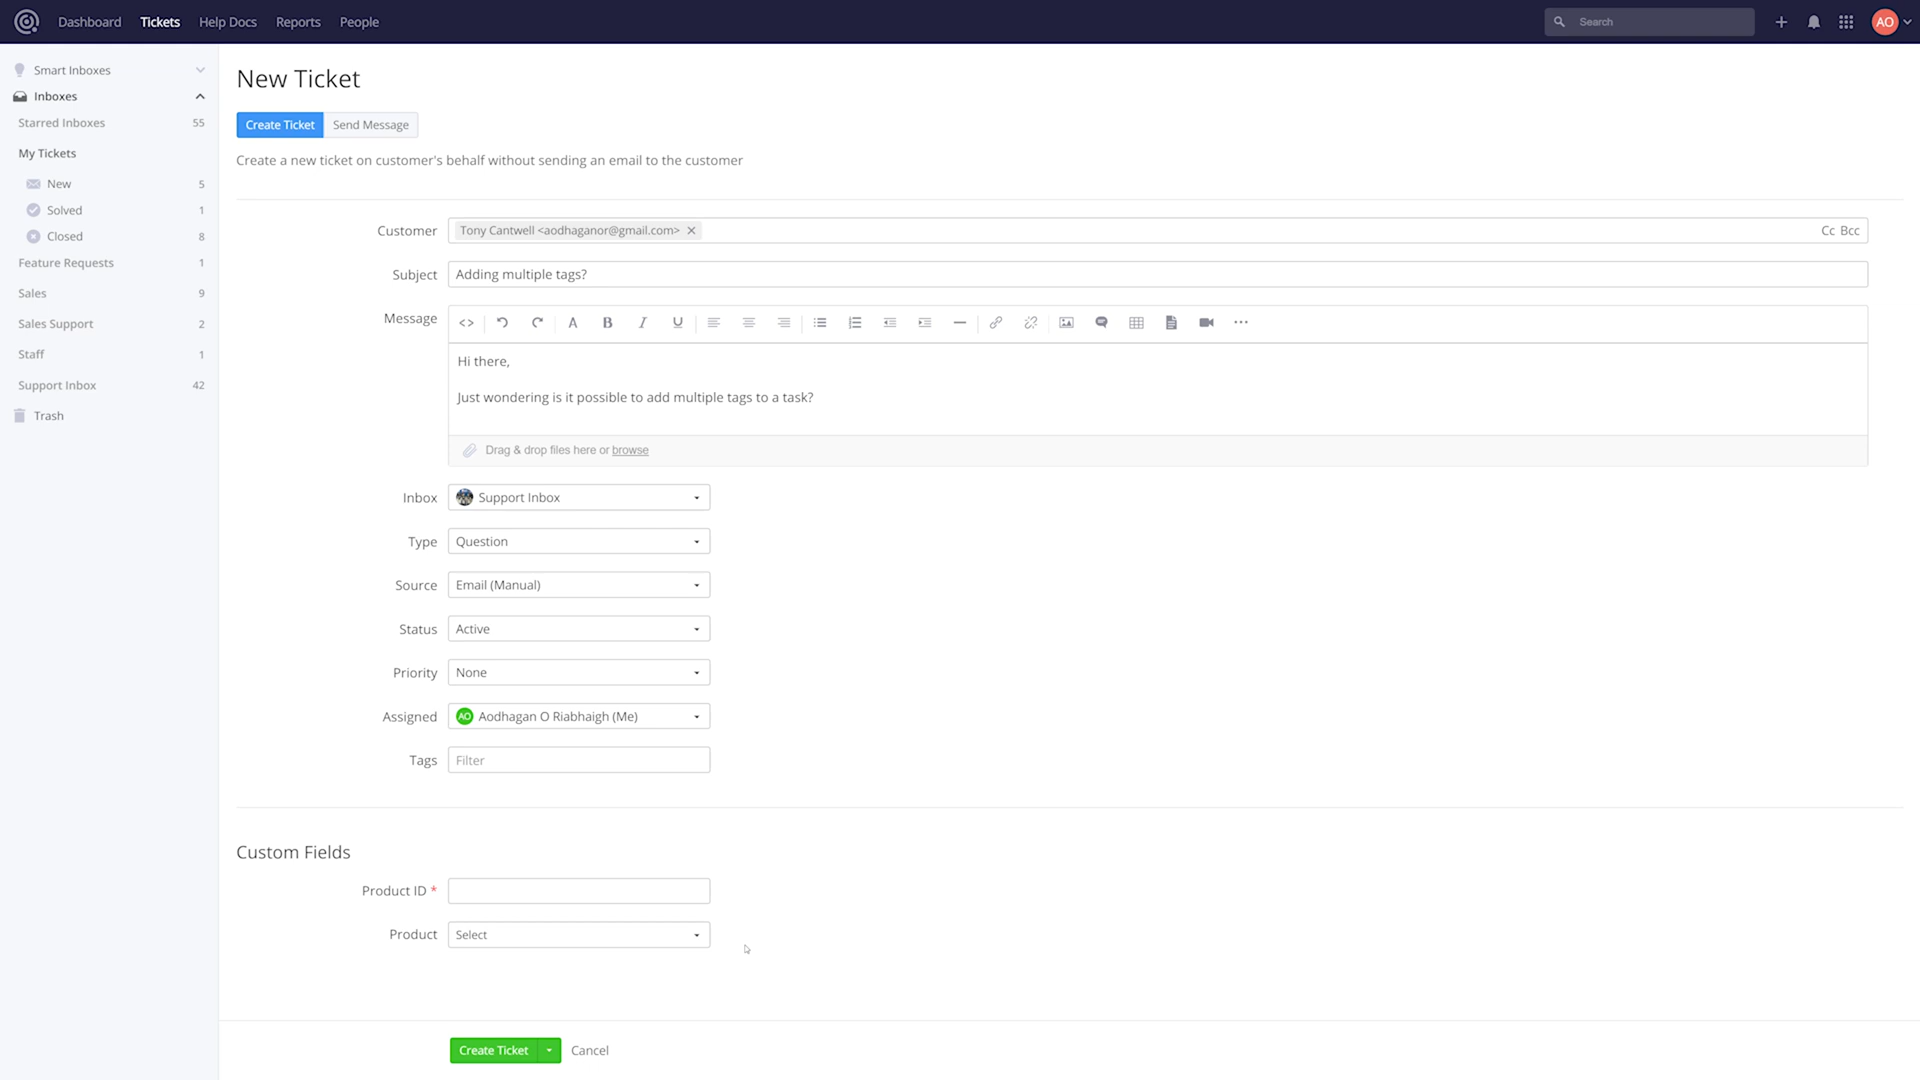 Dashboard Tickets Help Docs Reports People Search AO
Smart Inboxes
Inboxes
Starred Inboxes 55
My Tickets
New 5
Solved 1
Closed 8
Feature Requests 1
Sales 9
Sales Support 2
Staff 1
Support Inbox 42
Trash
New Ticket
Create Ticket Send Message
Create a new ticket on customer's behalf without sending an email to the customer
Customer Tony Cantwell <aodhaganor@gmail.com> Cc Bcc
Subject Adding multiple tags?
Message A B I U
Hi there,
Just wondering is it possible to add multiple tags to a task?
Drag & drop files here or browse
Inbox Support Inbox
Type Question
Source Email (Manual)
Status Active
Priority None
Assigned AO Aodhagan O Riabhaigh (Me)
Tags Filter
Custom Fields
Product ID *
Product Select
Create Ticket Cancel